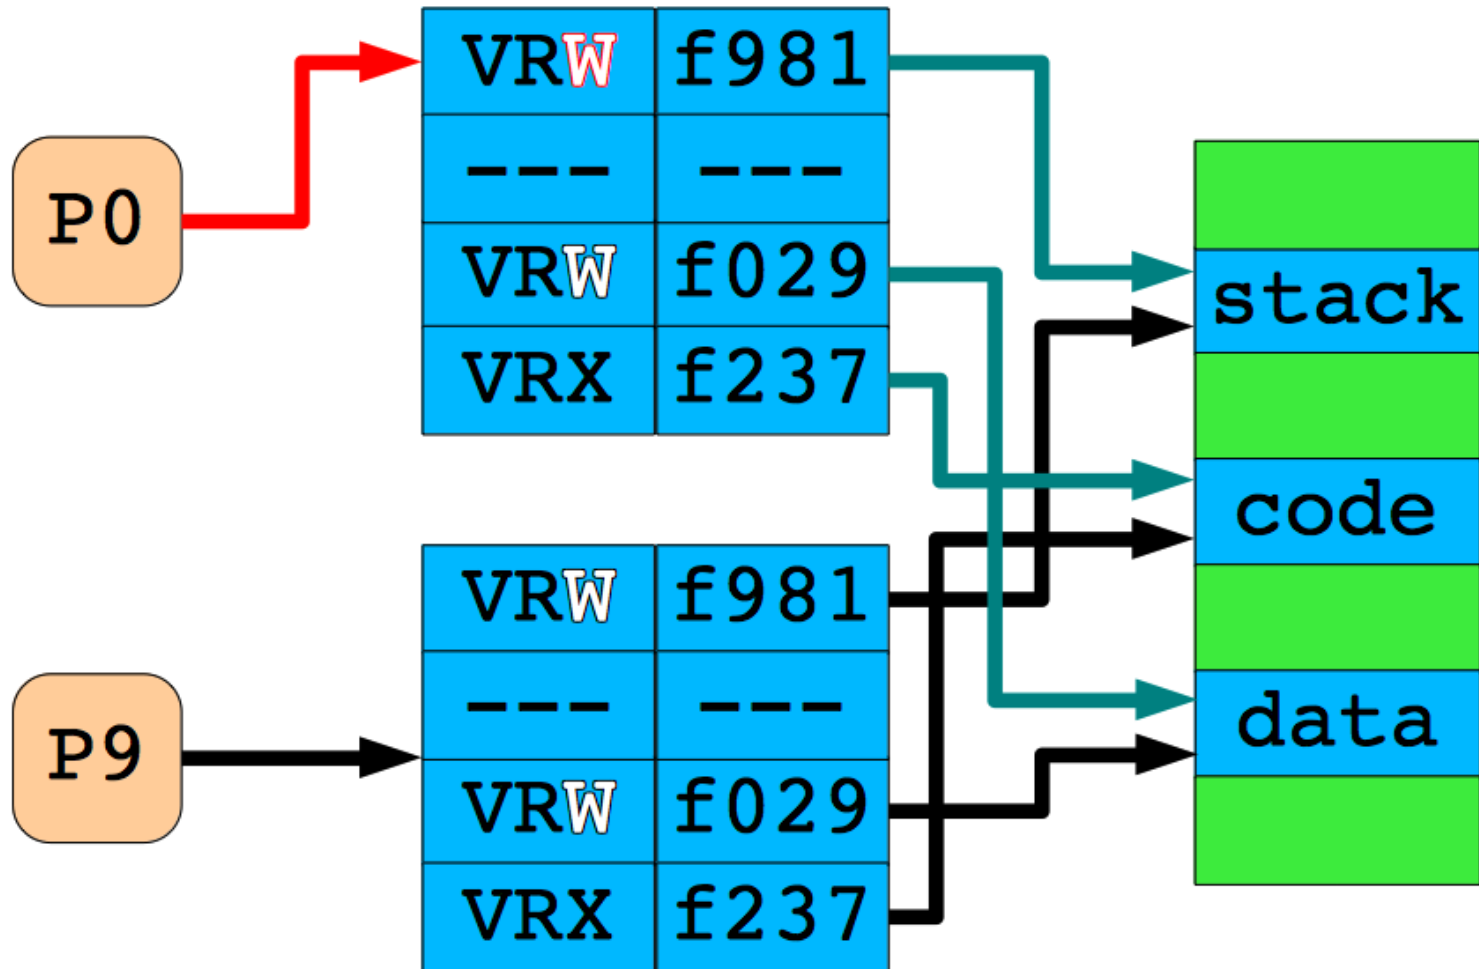 P0
VRW f981
--- ---
VRW f029
VRX f237
P9
VRW f981
--- ---
VRW f029
VRX f237
stack
code
data